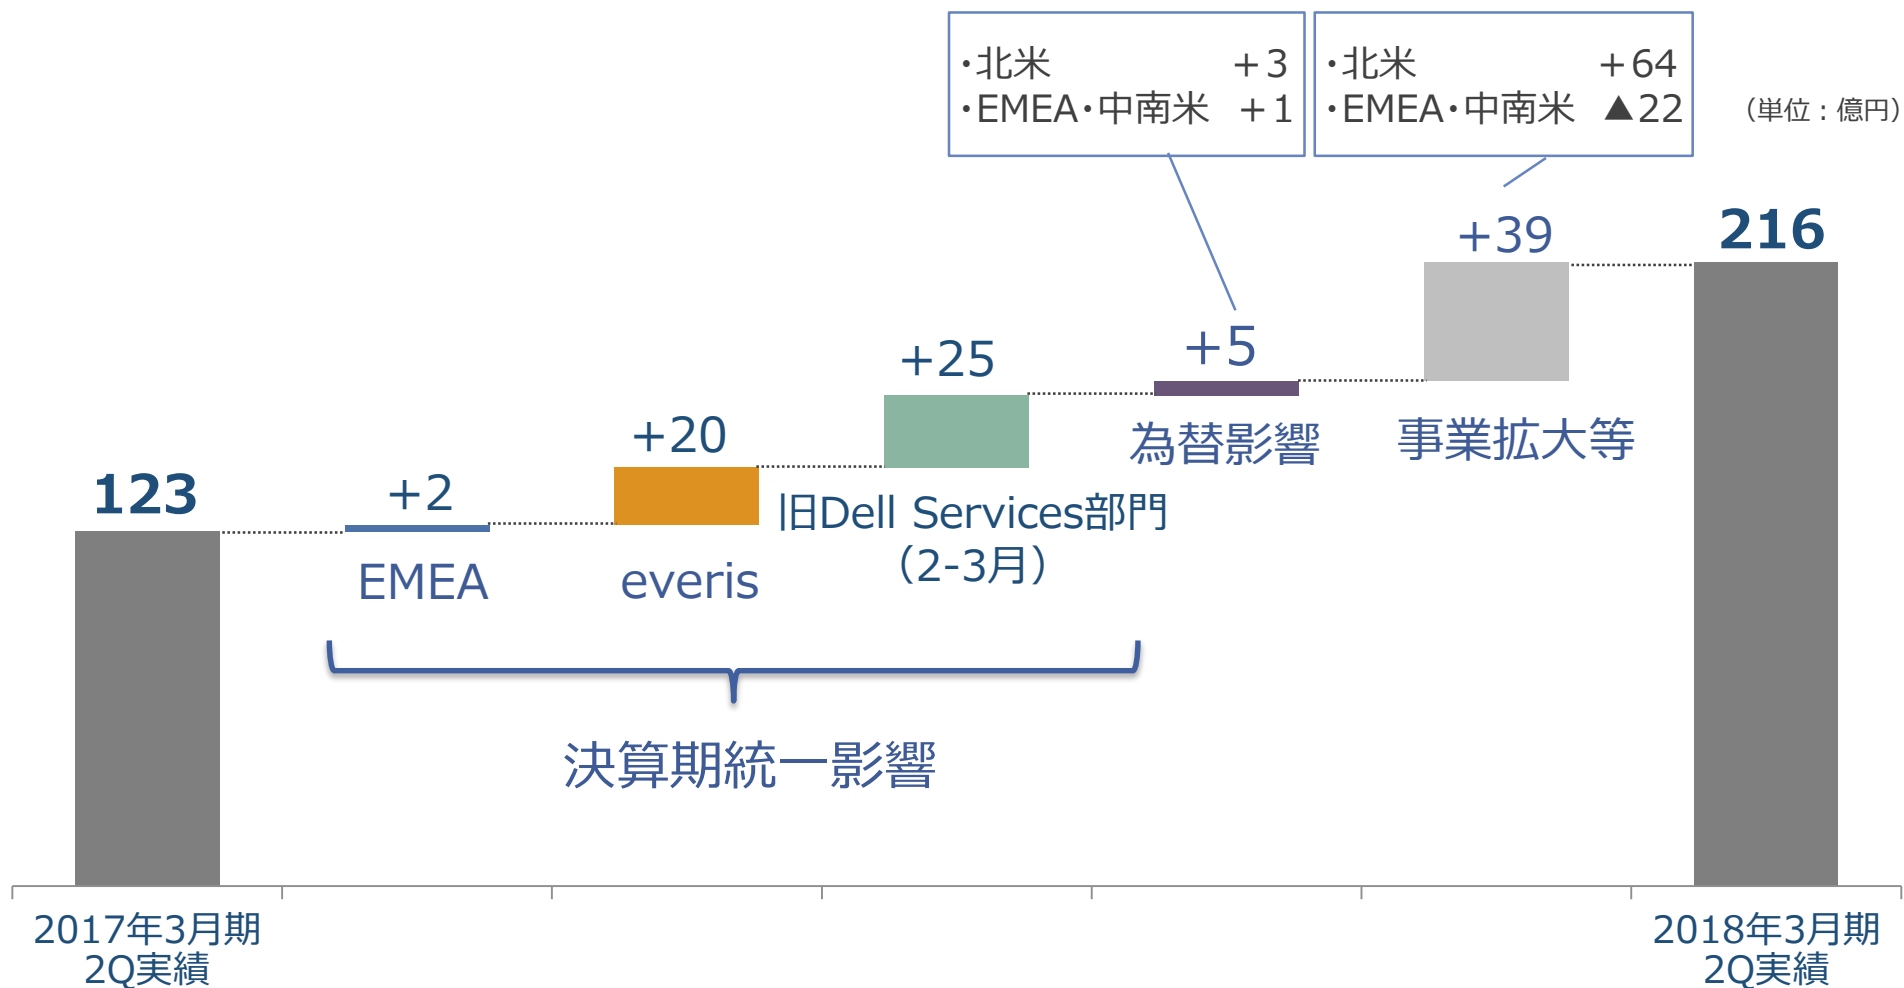 ・北米 +3
・EMEA・中南米 +1
・北米 +64
・EMEA・中南米 ▲22
（単位：億円）
123
+2
EMEA
+20
everis
+25
旧Dell Services部門
（2-3月）
+5
為替影響
+39
事業拡大等
216
決算期統一影響
2017年3月期
2Q実績
2018年3月期
2Q実績